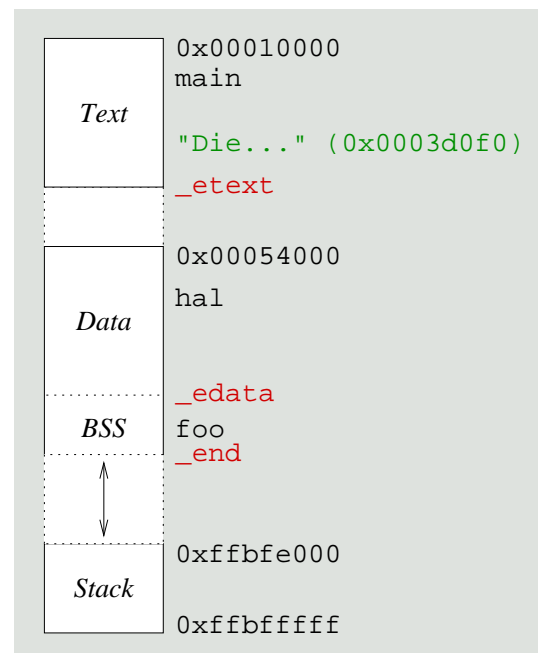 0x00010000
main
Text
"Die..." (0x0003d0f0)
_etext
0x00054000
hal
Data
_edata
BSS
foo
_end
0xffbfe000
Stack
0xffbfffff